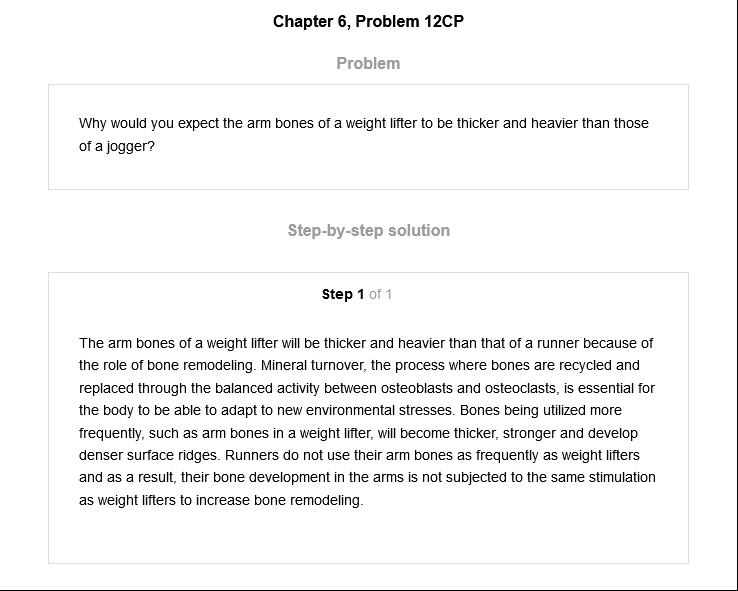 Chapter 6, Problem 12CP
Problem
Why would you expect the arm bones of a weight lifter to be thicker and heavier than those
of a jogger?
Step-by-step solution
Step 1 of 1
The arm bones of a weight lifter will be thicker and heavier than that of a runner because of
the role of bone remodeling. Mineral turnover, the process where bones are recycled and
replaced through the balanced activity between osteoblasts and osteoclasts, is essential for
the body to be able to adapt to new environmental stresses. Bones being utilized more
frequently, such as arm bones in a weight lifter, will become thicker, stronger and develop
denser surface ridges. Runners do not use their arm bones as frequently as weight lifters
and as a result, their bone development in the arms is not subjected to the same stimulation
as weight lifters to increase bone remodeling.